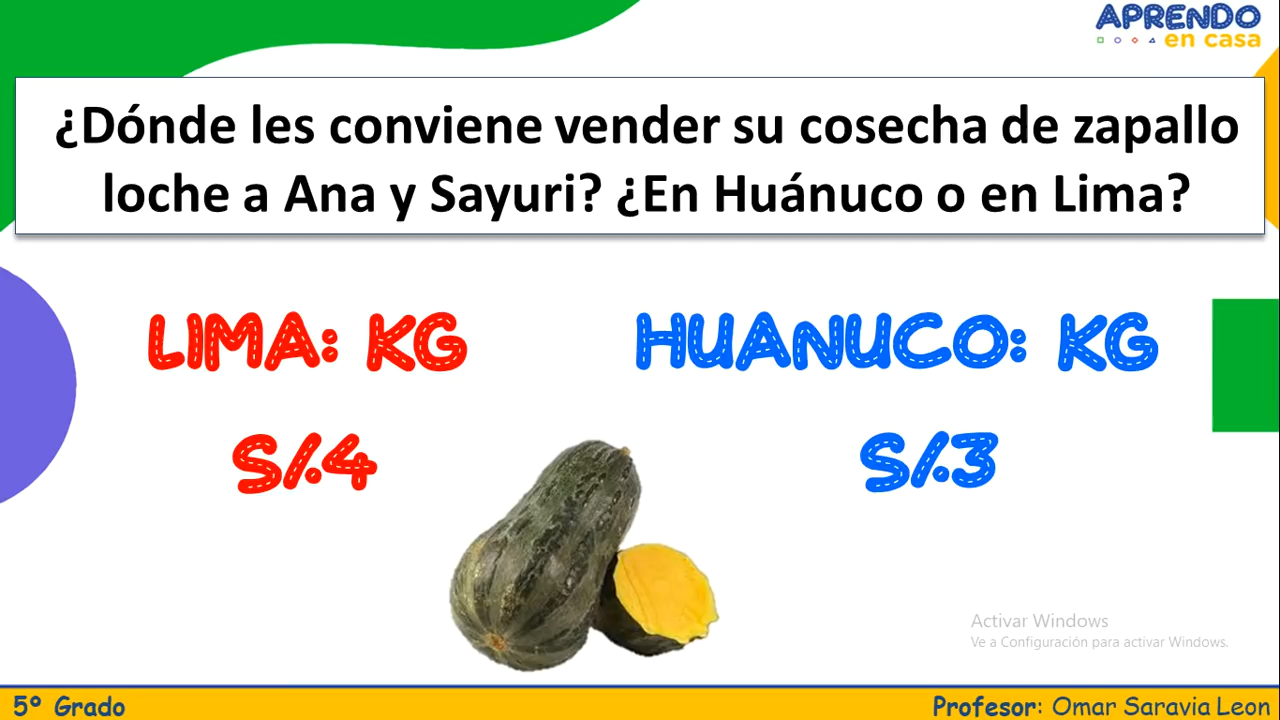 APRENDO
en casa
¿Dónde les conviene vender su cosecha de zapallo
loche a Ana y Sayuri? ¿En Huánuco o en Lima?
LIMA: KG
HUANUCO: KG
S/.4
S/.3
Activar Windows
Ve a Configuración para activar Windows.
5º Grado
Profesor: Omar Saravia Leon